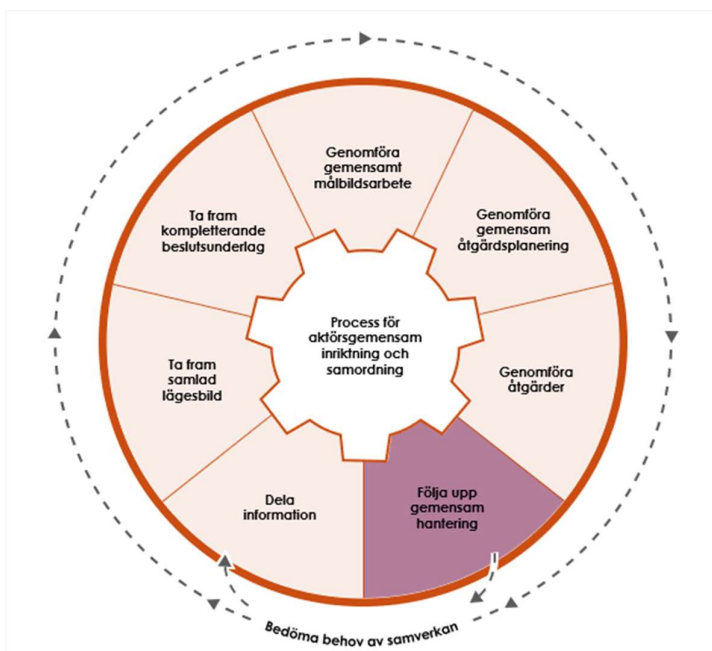 Genomföra
gemensamt
målbildsarbete
Genomföra
gemensam
åtgärdsplanering
Genomföra
åtgärder
Följa upp
gemensam
hantering
Dela
information
Ta fram
samlad
lägesbild
Ta fram
kompletterande
beslutsunderlag
Process för
aktörsgemensam
inriktning och
samordning
Bedöma behov av samverkan